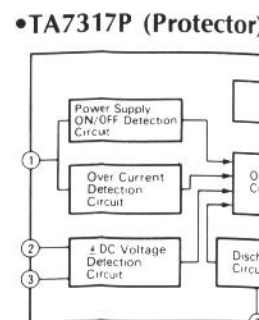 •TA7317P (Protector)
Power Supply
ON/OFF Detection
Circuit
1
Over Current
Detection
Circuit
2
± DC Voltage
Detection
Circuit
3